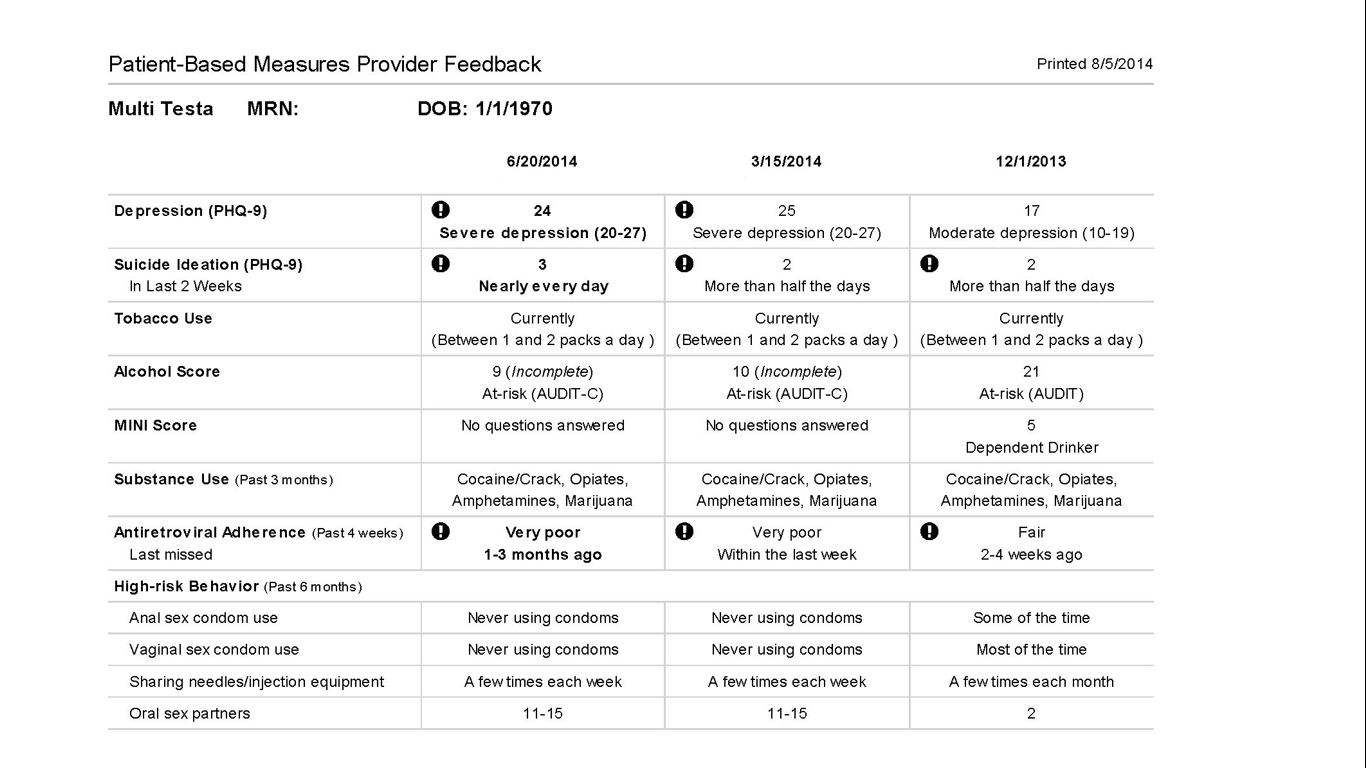 Patient-Based Measures Provider Feedback Printed 8/5/2014
Multi Testa MRN: DOB: 1/1/1970
6/20/2014 3/15/2014 12/1/2013
Depression (PHQ-9) 24 25 17
Severe depression (20-27) Severe depression (20-27) Moderate depression (10-19)
Suicide Ideation (PHQ-9) 3 2 2
In Last 2 Weeks Nearly every day More than half the days More than half the days
Tobacco Use Currently Currently Currently
(Between 1 and 2 packs a day ) (Between 1 and 2 packs a day ) (Between 1 and 2 packs a day )
Alcohol Score 9 (Incomplete) 10 (Incomplete) 21
At-risk (AUDIT-C) At-risk (AUDIT-C) At-risk (AUDIT)
MINI Score No questions answered No questions answered 5
Dependent Drinker
Substance Use (Past 3 months) Cocaine/Crack, Opiates, Cocaine/Crack, Opiates, Cocaine/Crack, Opiates,
Amphetamines, Marijuana Amphetamines, Marijuana Amphetamines, Marijuana
Antiretroviral Adherence (Past 4 weeks) Very poor Very poor Fair
Last missed 1-3 months ago Within the last week 2-4 weeks ago
High-risk Behavior (Past 6 months)
Anal sex condom use Never using condoms Never using condoms Some of the time
Vaginal sex condom use Never using condoms Never using condoms Most of the time
Sharing needles/injection equipment A few times each week A few times each week A few times each month
Oral sex partners 11-15 11-15 2